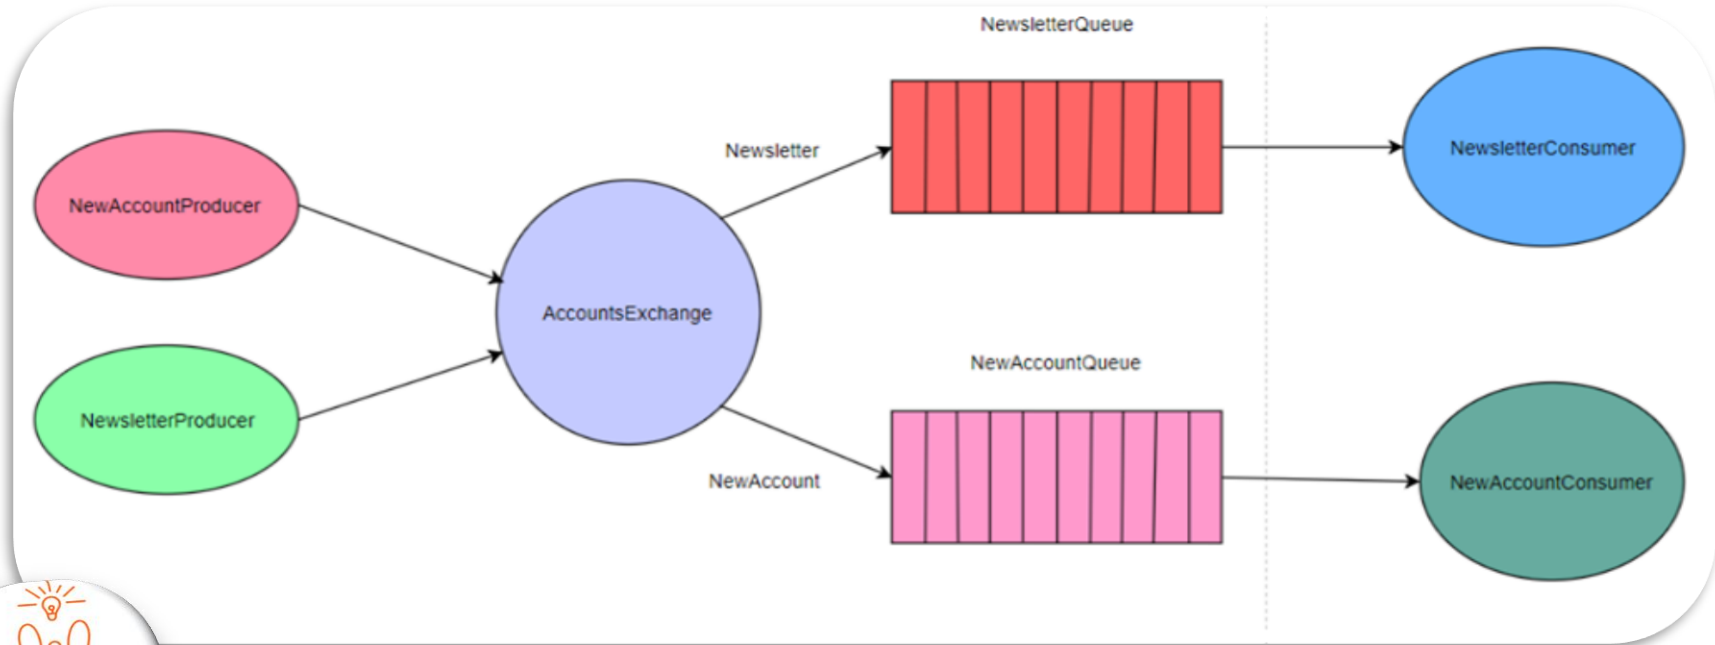 NewsletterQueue
Newsletter
NewsletterConsumer
NewAccountProducer
AccountsExchange
NewAccountQueue
NewsletterProducer
NewAccount
NewAccountConsumer